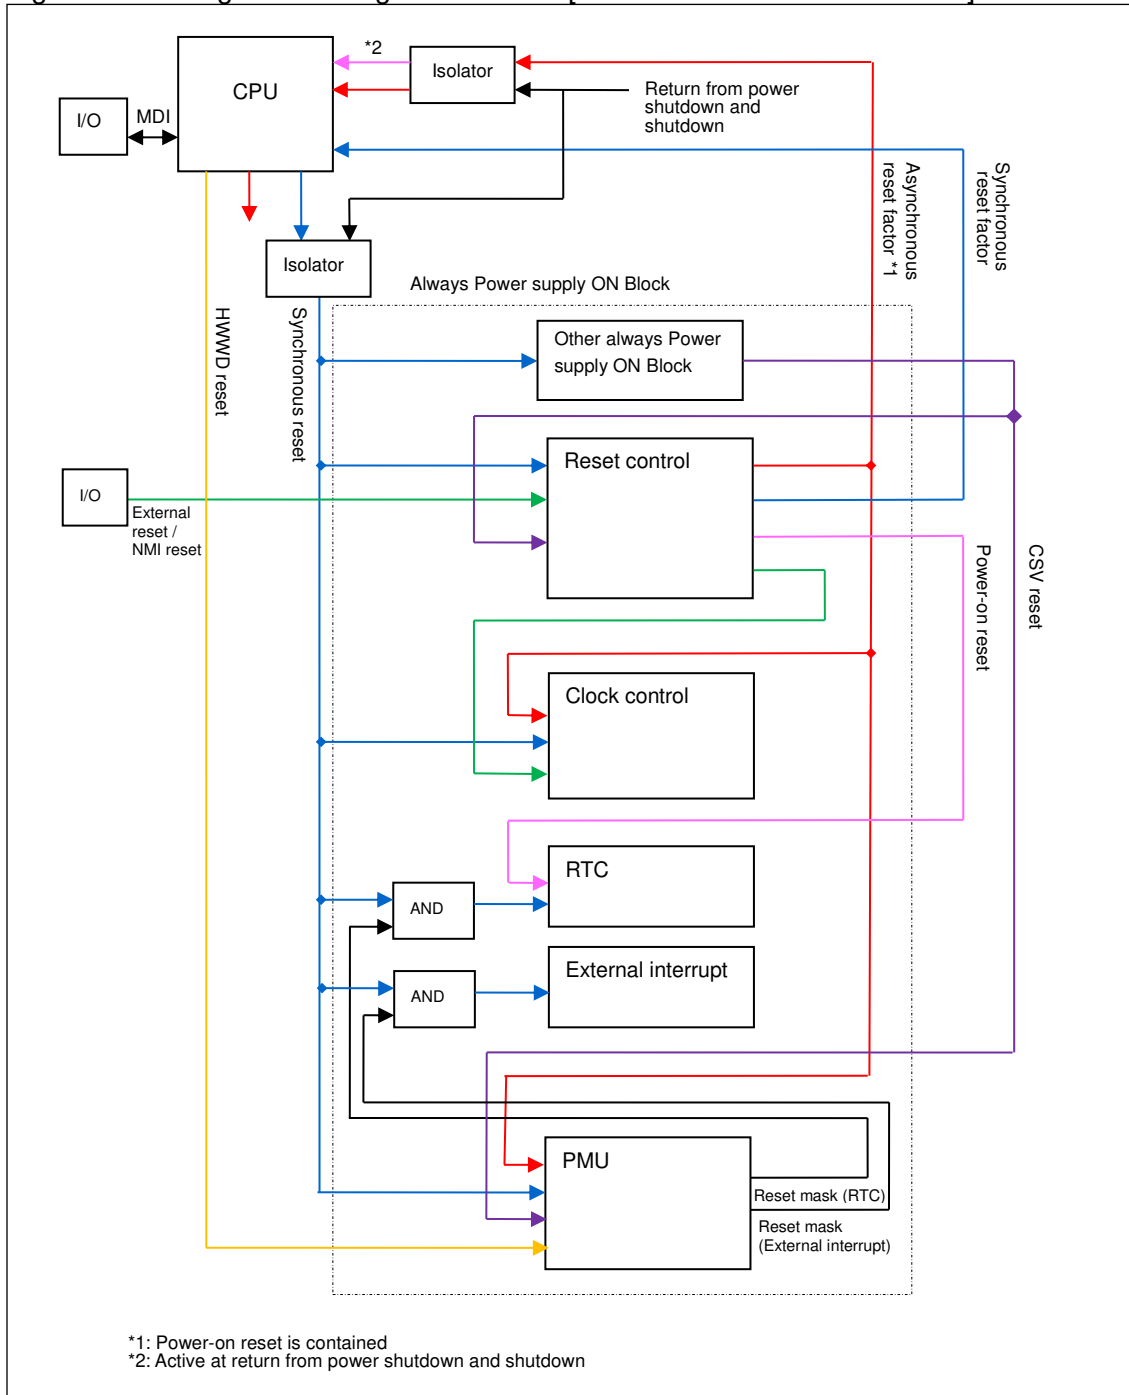 *2
Isolator
CPU
Return from power
shutdown and
shutdown
I/O
MDI
Asynchronous
reset factor *1
Synchronous
reset factor
Isolator
Always Power supply ON Block
HWWD reset
Synchronous reset
Other always Power
supply ON Block
Reset control
I/O
External
reset /
NMI reset
Power-on reset
CSV reset
Clock control
RTC
AND
External interrupt
AND
PMU
Reset mask (RTC)
Reset mask
(External interrupt)
*1: Power-on reset is contained
*2: Active at return from power shutdown and shutdown